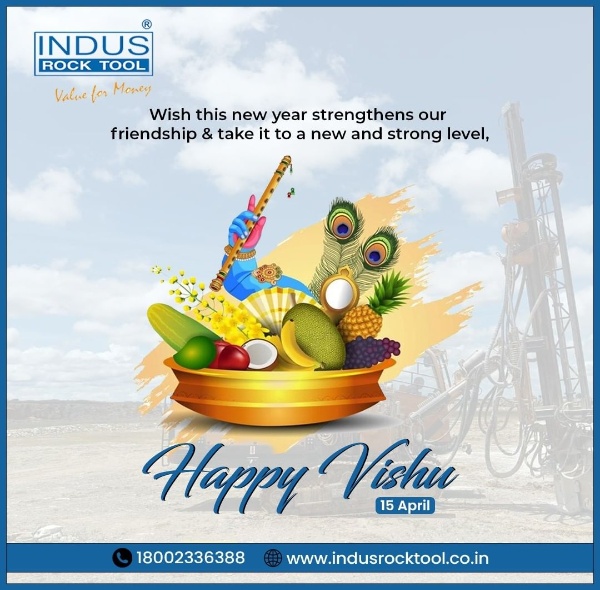 INDUS®
ROCK TOOL
Value for Money
Wish this new year strengthens our
friendship & take it to a new and strong level,
Happy Vishu
15 April
18002336388 www.indusrocktool.co.in